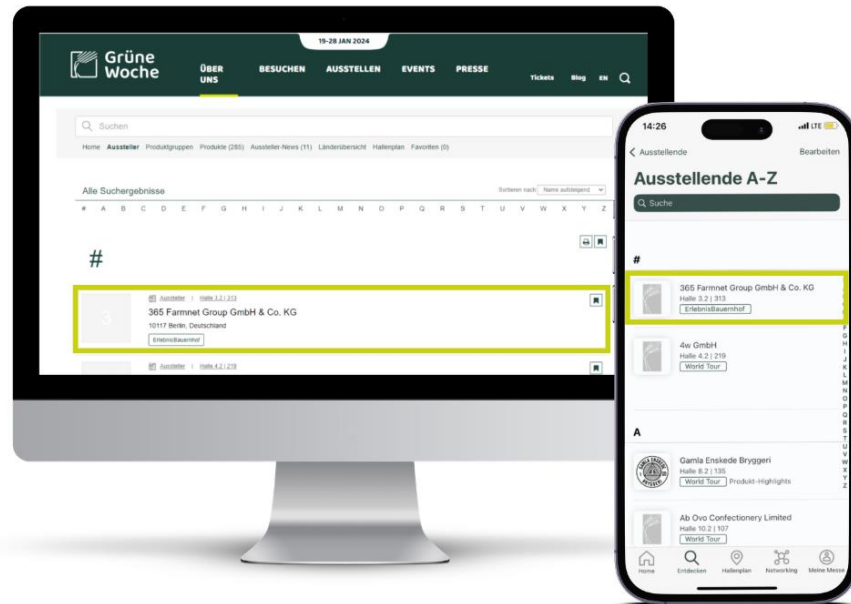 19-28 JAN 2024
Grüne
Woche
ÜBER
UNS
BESUCHEN
AUSSTELLEN
EVENTS
PRESSE
Tickets
Blog
EN
Suchen
Home Aussteller Produktgruppen Produkte (285) Aussteller-News (11) Länderübersicht Hallenplan Favoriten (0)
Alle Suchergebnisse
Sortieren nach: Name aufsteigend
# A B C D E F G H I J K L M N O P Q R S T U V W X Y Z
#
3
Aussteller | Halle 3.2 | 313
365 Farmnet Group GmbH & Co. KG
10117 Berlin, Deutschland
ErlebnisBauernhof
Aussteller | Halle 4.2 | 219
14:26
LTE
Ausstellende
Bearbeiten
Ausstellende A-Z
Suche
#
365 Farmnet Group GmbH & Co. KG
Halle 3.2 | 313
ErlebnisBauernhof
4w GmbH
Halle 4.2 | 219
World Tour
A
Gamla Enskede Bryggeri
Halle 8.2 | 135
World Tour Produkt-Highlights
Ab Ovo Confectionery Limited
Halle 10.2 | 107
World Tour
F
G
H
I
J
K
L
M
N
O
P
Q
R
S
T
U
V
W
X
Y
Z
Home
Entdecken
Hallenplan
Networking
Meine Messe